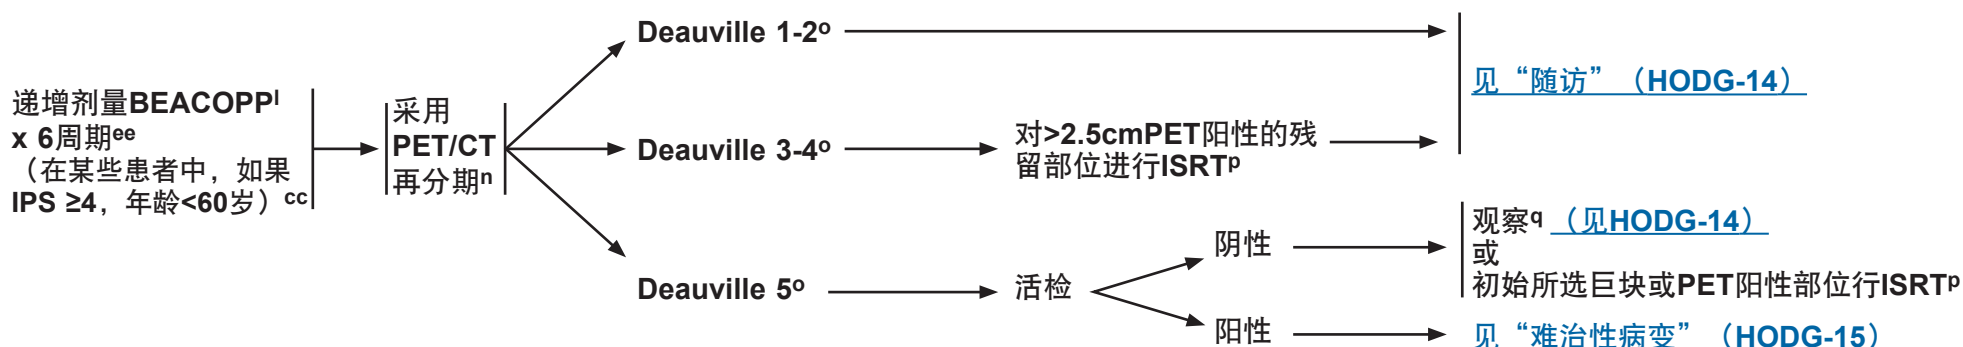 递增剂量BEACOPPl
x 6周期ee
（在某些患者中，如果
IPS ≥4，年龄<60岁）cc
采用
PET/CT
再分期n
Deauville 1-2o
Deauville 3-4o
对>2.5cmPET阳性的残
留部位进行ISRTp
见“随访”（HODG-14）
Deauville 5o
活检
阴性
观察q （见HODG-14）
或
初始所选巨块或PET阳性部位行ISRTp
阳性
见“难治性病变”（HODG-15）